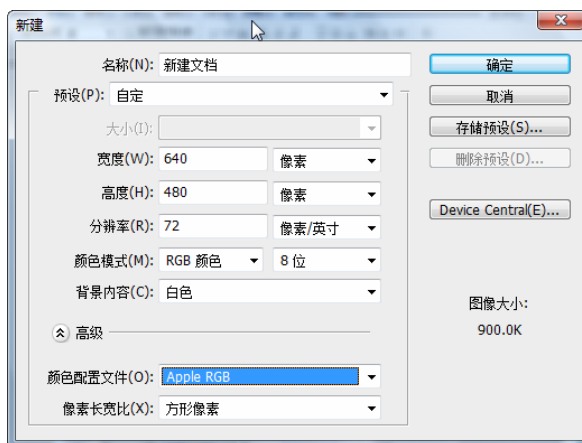 新建
名称(N): 新建文档
确定
预设(P): 自定
取消
大小(I):
存储预设(S)...
宽度(W): 640 像素
删除预设(D)...
高度(H): 480 像素
分辨率(R): 72 像素/英寸
Device Central(E)...
颜色模式(M): RGB 颜色 8 位
背景内容(C): 白色
图像大小:
900.0K
高级
颜色配置文件(O): Apple RGB
像素长宽比(X): 方形像素